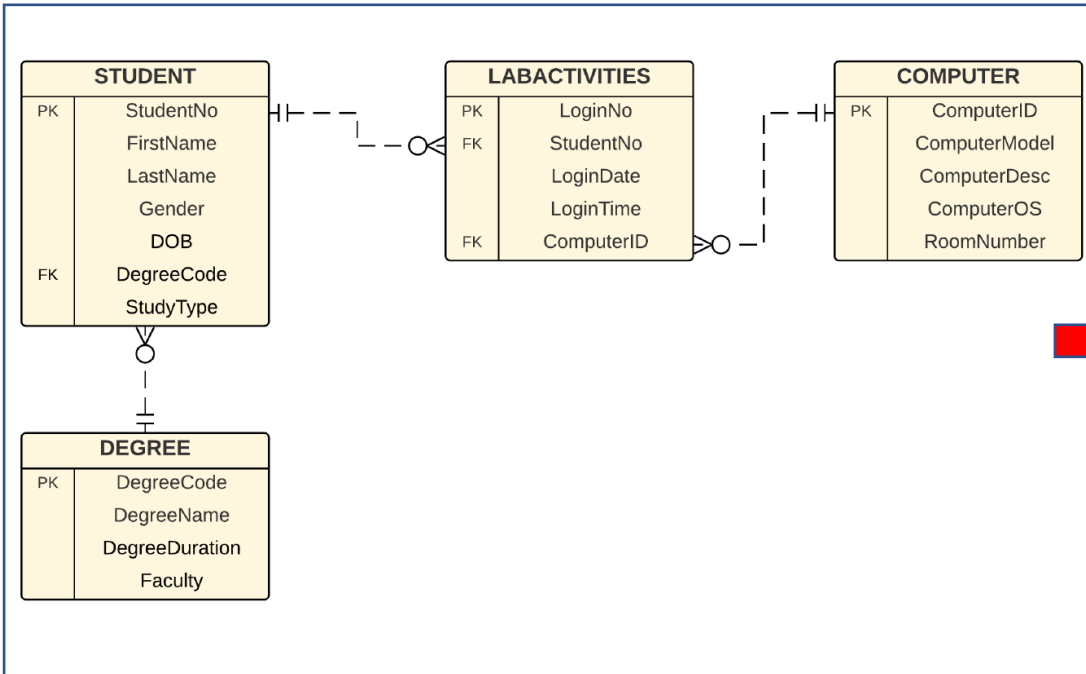 STUDENT
PK StudentNo
FirstName
LastName
Gender
DOB
FK DegreeCode
StudyType
LABACTIVITIES
PK LoginNo
FK StudentNo
LoginDate
LoginTime
FK ComputerID
COMPUTER
PK ComputerID
ComputerModel
ComputerDesc
ComputerOS
RoomNumber
DEGREE
PK DegreeCode
DegreeName
DegreeDuration
Faculty